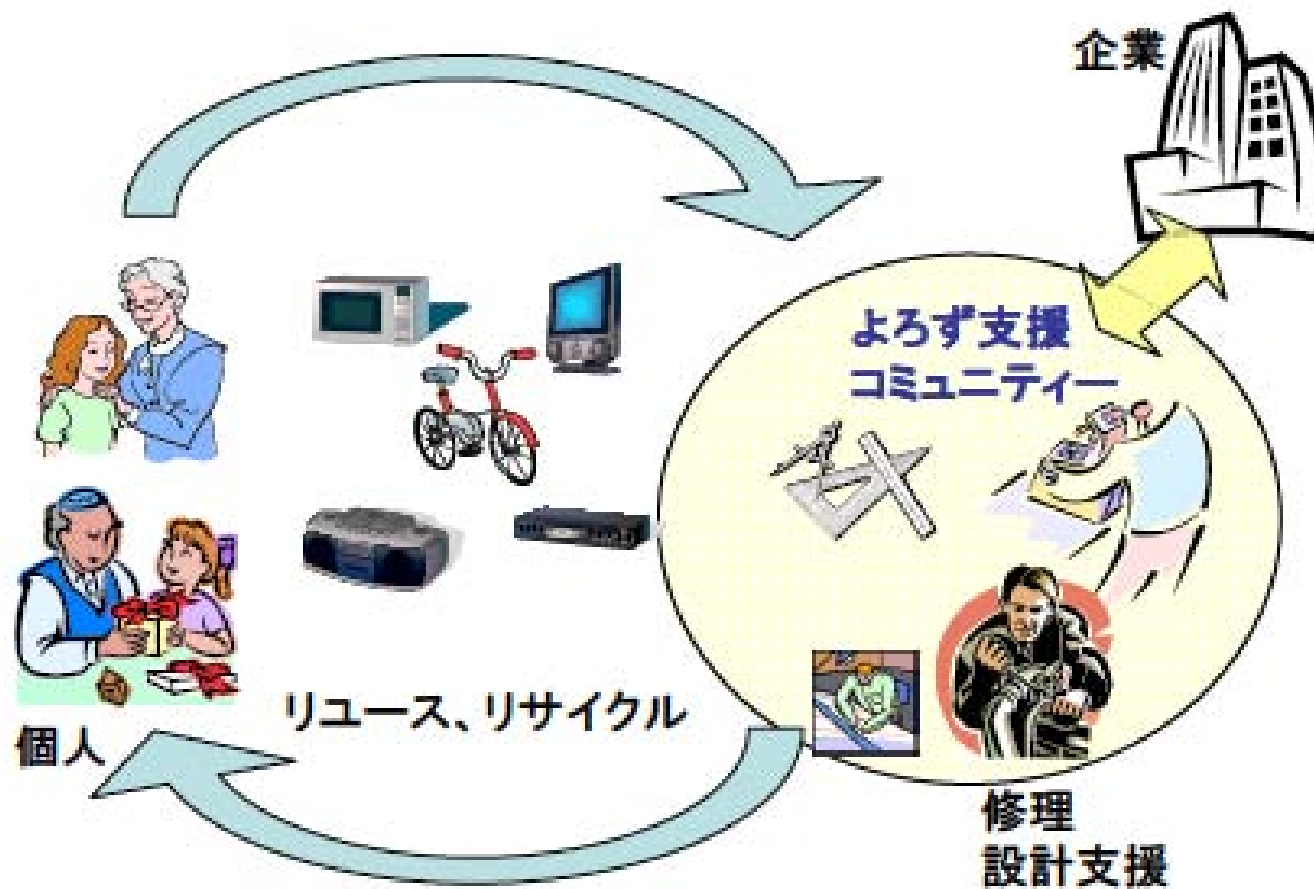 企業
よろず支援
コミュニティー
リユース、リサイクル
個人
修理
設計支援